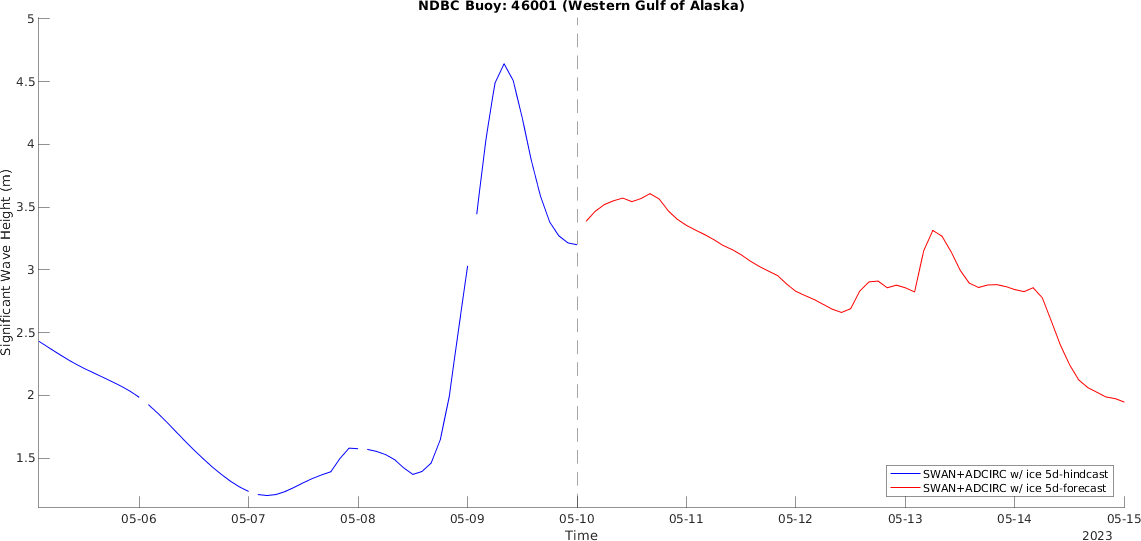 NDBC Buoy: 46001 (Western Gulf of Alaska)
5
4.5
4
3.5
3
2.5
2
1.5
Significant Wave Height (m)
05-06 05-07 05-08 05-09 05-10 05-11 05-12 05-13 05-14 05-15
Time
2023
SWAN+ADCIRC w/ ice 5d-hindcast
SWAN+ADCIRC w/ ice 5d-forecast